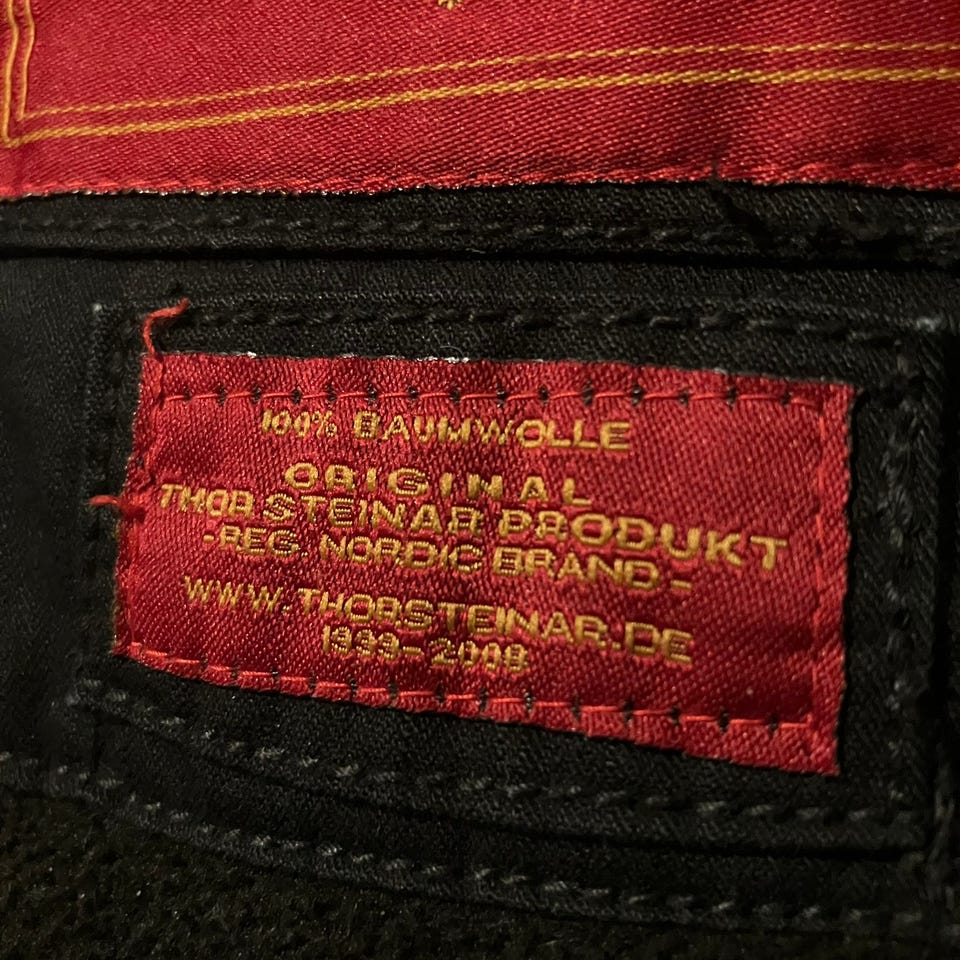 100% BAUMWOLLE
ORIGINAL
THOR STEINAR PRODUKT
-REG. NORDIC BRAND-
WWW.THORSTEINAR.DE
1999-2008